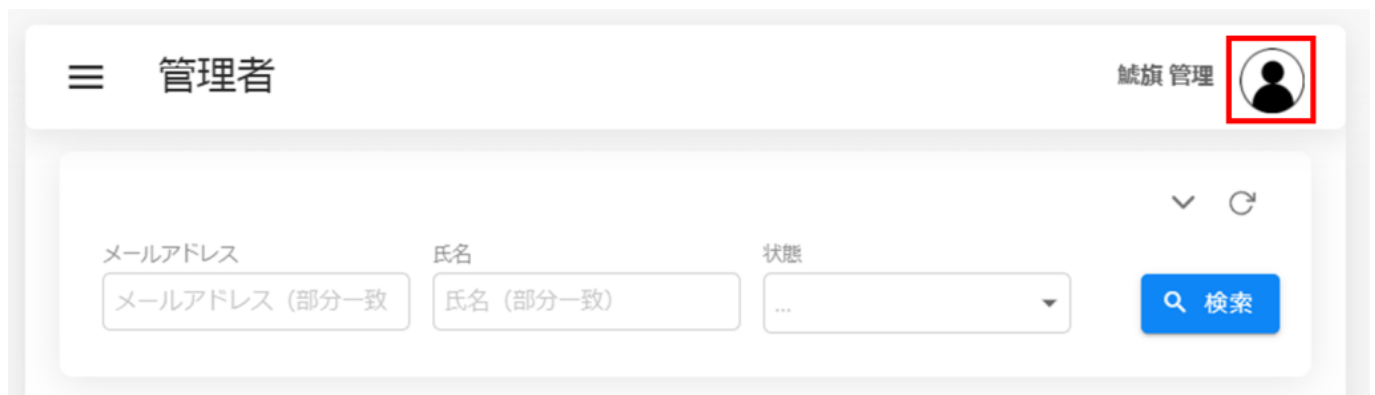 管理者
鯱旗 管理
メールアドレス
氏名
状態
メールアドレス（部分一致
氏名（部分一致）
...
検索